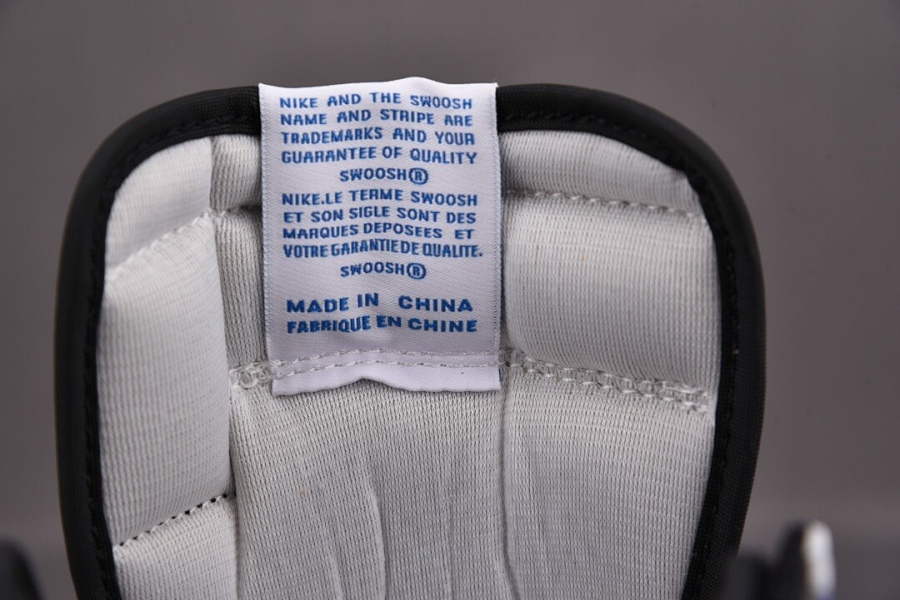 NIKE AND THE SWOOSH
NAME AND STRIPE ARE
TRADEMARKS AND YOUR
GUARANTEE OF QUALITY
SWOOSH®
NIKE.LE TERME SWOOSH
ET SON SIGLE SONT DES
MARQUES DEPOSEES ET
VOTRE GARANTIE DE QUALITE.
SWOOSH®
MADE IN CHINA
FABRIQUE EN CHINE